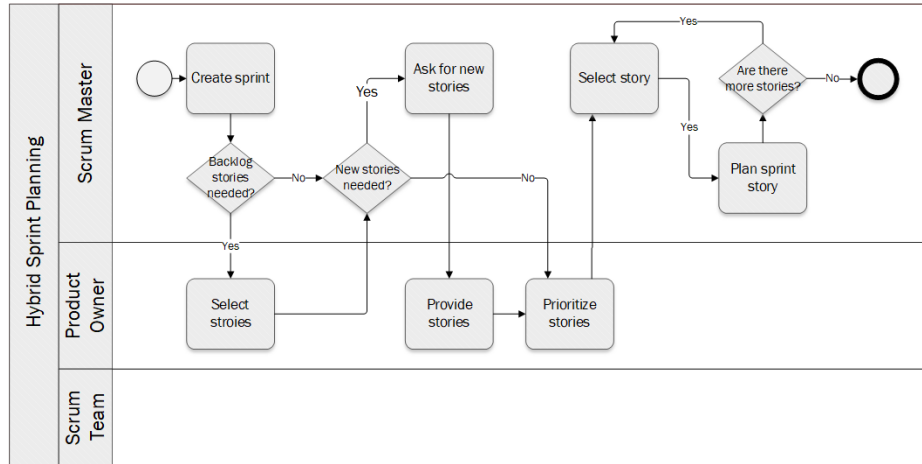 Hybrid Sprint Planning
Scrum Master
Create sprint
Backlog
stories
needed?
No
Yes
New stories
needed?
Yes
No
Ask for new
stories
Select story
Yes
Yes
Plan sprint
story
Are there
more stories?
No
Product
Owner
Select
stroies
Provide
stories
Prioritize
stories
Scrum
Team